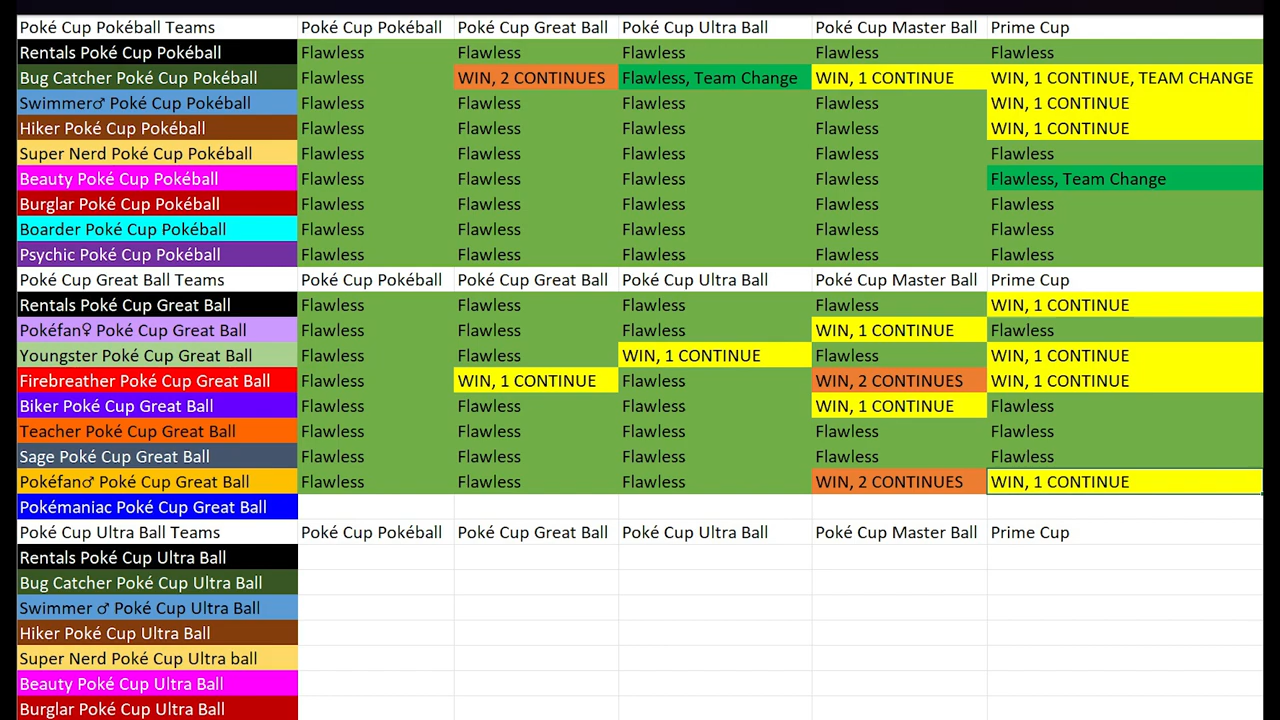 Poké Cup Pokéball Teams Poké Cup Pokéball Poké Cup Great Ball Poké Cup Ultra Ball Poké Cup Master Ball Prime Cup
Rentals Poké Cup Pokéball Flawless Flawless Flawless Flawless Flawless
Bug Catcher Poké Cup Pokéball Flawless WIN, 2 CONTINUES Flawless, Team Change WIN, 1 CONTINUE WIN, 1 CONTINUE, TEAM CHANGE
Swimmer♂ Poké Cup Pokéball Flawless Flawless Flawless Flawless WIN, 1 CONTINUE
Hiker Poké Cup Pokéball Flawless Flawless Flawless Flawless WIN, 1 CONTINUE
Super Nerd Poké Cup Pokéball Flawless Flawless Flawless Flawless Flawless
Beauty Poké Cup Pokéball Flawless Flawless Flawless Flawless Flawless, Team Change
Burglar Poké Cup Pokéball Flawless Flawless Flawless Flawless Flawless
Boarder Poké Cup Pokéball Flawless Flawless Flawless Flawless Flawless
Psychic Poké Cup Pokéball Flawless Flawless Flawless Flawless Flawless
Poké Cup Great Ball Teams Poké Cup Pokéball Poké Cup Great Ball Poké Cup Ultra Ball Poké Cup Master Ball Prime Cup
Rentals Poké Cup Great Ball Flawless Flawless Flawless Flawless WIN, 1 CONTINUE
Pokéfan♀ Poké Cup Great Ball Flawless Flawless Flawless WIN, 1 CONTINUE Flawless
Youngster Poké Cup Great Ball Flawless Flawless WIN, 1 CONTINUE Flawless WIN, 1 CONTINUE
Firebreather Poké Cup Great Ball Flawless WIN, 1 CONTINUE Flawless WIN, 2 CONTINUES WIN, 1 CONTINUE
Biker Poké Cup Great Ball Flawless Flawless Flawless WIN, 1 CONTINUE Flawless
Teacher Poké Cup Great Ball Flawless Flawless Flawless Flawless Flawless
Sage Poké Cup Great Ball Flawless Flawless Flawless Flawless Flawless
Pokéfan♂ Poké Cup Great Ball Flawless Flawless Flawless WIN, 2 CONTINUES WIN, 1 CONTINUE
Pokémaniac Poké Cup Great Ball
Poké Cup Ultra Ball Teams Poké Cup Pokéball Poké Cup Great Ball Poké Cup Ultra Ball Poké Cup Master Ball Prime Cup
Rentals Poké Cup Ultra Ball
Bug Catcher Poké Cup Ultra Ball
Swimmer ♂ Poké Cup Ultra Ball
Hiker Poké Cup Ultra Ball
Super Nerd Poké Cup Ultra ball
Beauty Poké Cup Ultra Ball
Burglar Poké Cup Ultra Ball